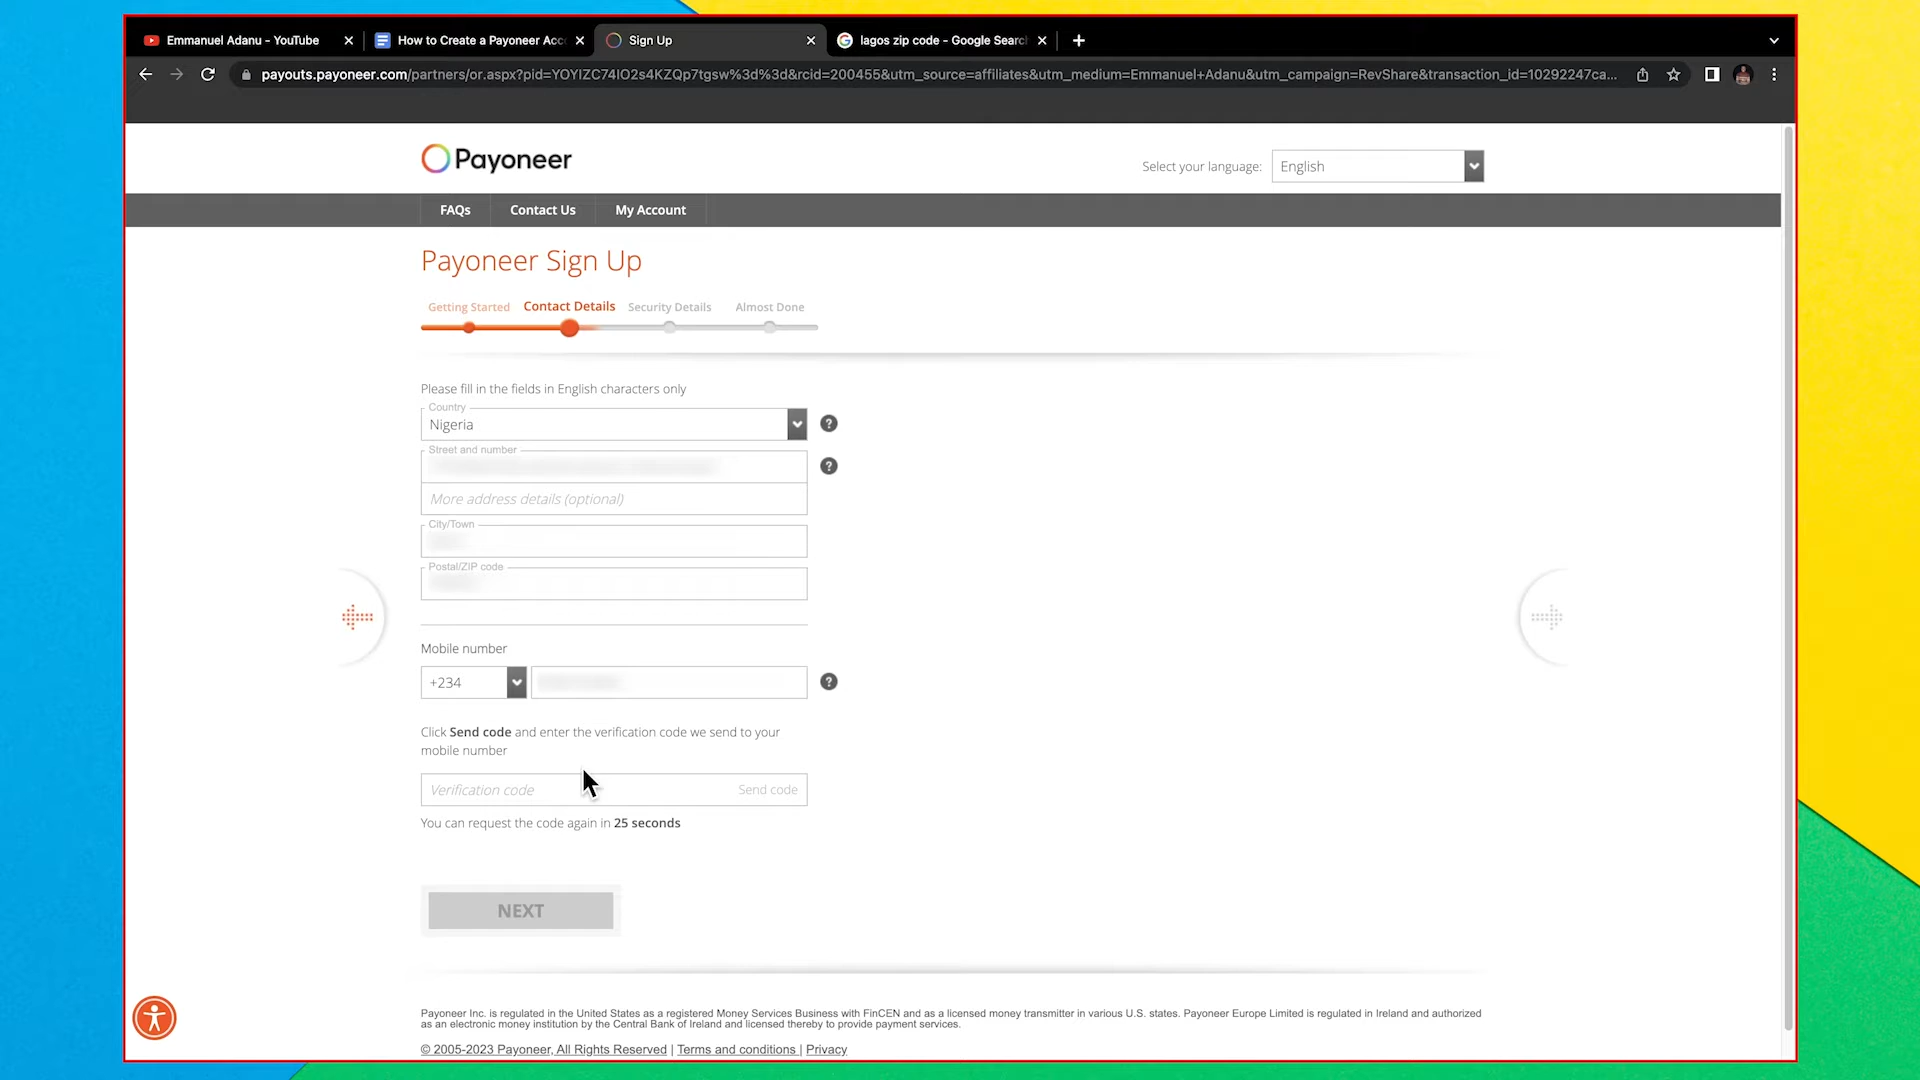 Emmanuel Adanu - YouTube
How to Create a Payoneer Acc
Sign Up
lagos zip code - Google Search
payouts.payoneer.com/partners/or.aspx?pid=YOYIZC74IO2s4KZQp7tgsw%3d%3d&rcid=200455&utm_source=affiliates&utm_medium=Emmanuel+Adanu&utm_campaign=RevShare&transaction_id=10292247ca...
Payoneer
Select your language:
English
FAQs
Contact Us
My Account
Payoneer Sign Up
Getting Started
Contact Details
Security Details
Almost Done
Please fill in the fields in English characters only
Country
Nigeria
?
Street and number
?
More address details (optional)
City/Town
Postal/ZIP code
Mobile number
+234
?
Click Send code and enter the verification code we send to your
mobile number
Verification code
Send code
You can request the code again in 25 seconds
NEXT
Payoneer Inc. is regulated in the United States as a registered Money Services Business with FinCEN and as a licensed money transmitter in various U.S. states. Payoneer Europe Limited is regulated in Ireland and authorized
as an electronic money institution by the Central Bank of Ireland and licensed thereby to provide payment services.
© 2005-2023 Payoneer, All Rights Reserved | Terms and conditions | Privacy